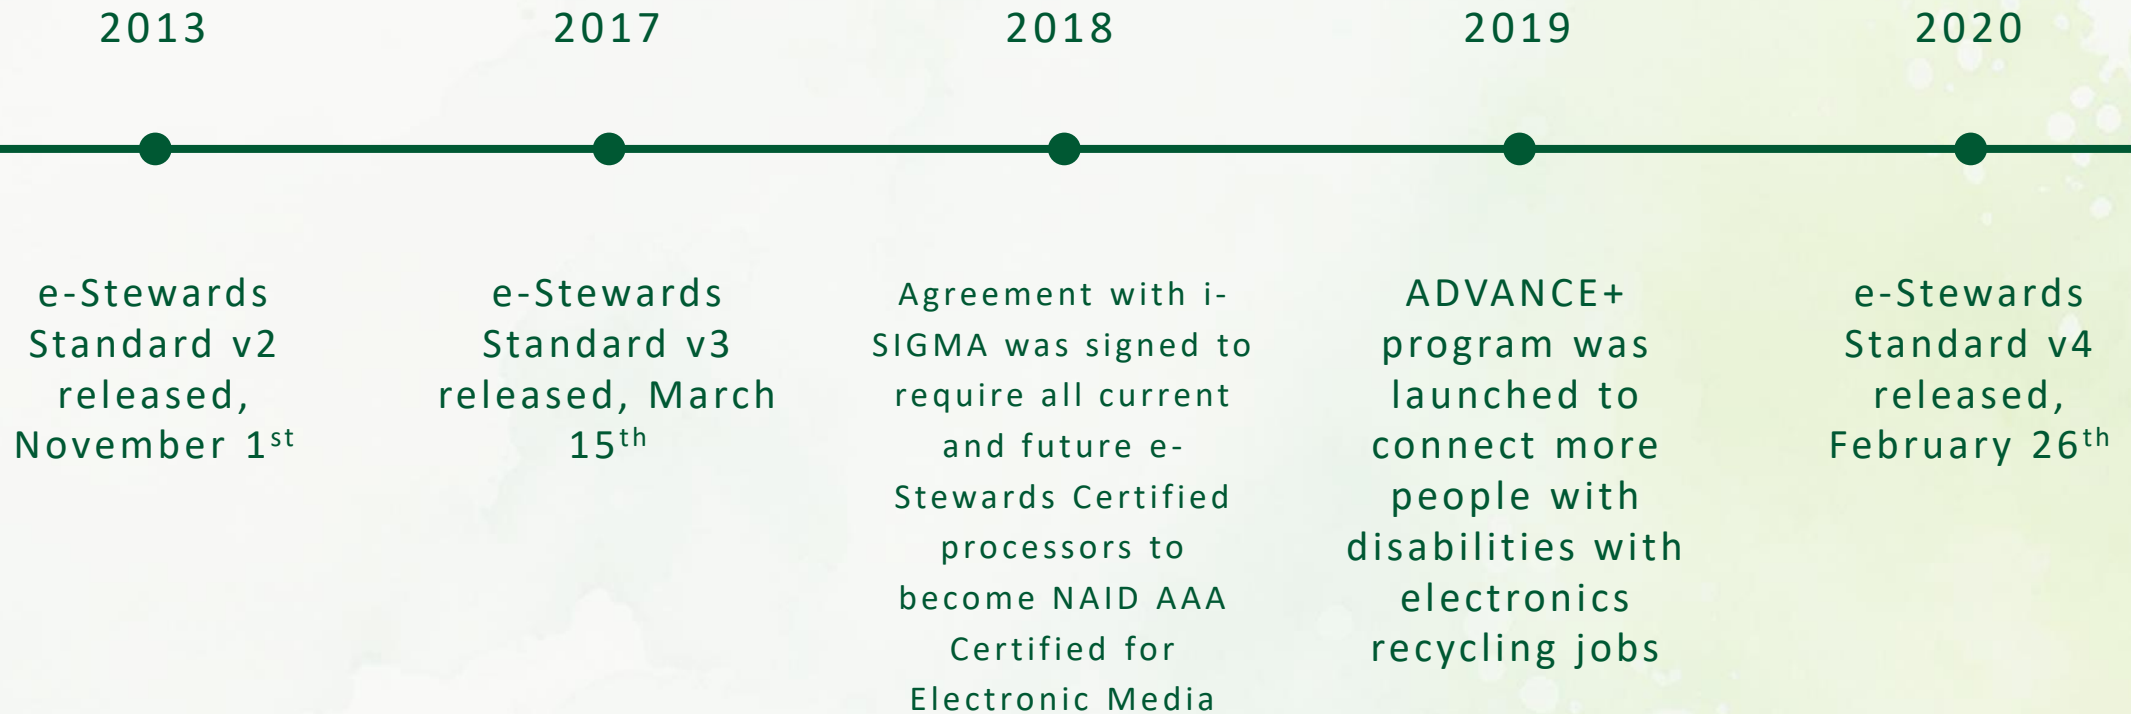 2013
e-Stewards
Standard v2
released,
November 1st
2017
e-Stewards
Standard v3
released, March
15th
2018
Agreement with i-
SIGMA was signed to
require all current
and future e-
Stewards Certified
processors to
become NAID AAA
Certified for
Electronic Media
2019
ADVANCE+
program was
launched to
connect more
people with
disabilities with
electronics
recycling jobs
2020
e-Stewards
Standard v4
released,
February 26th